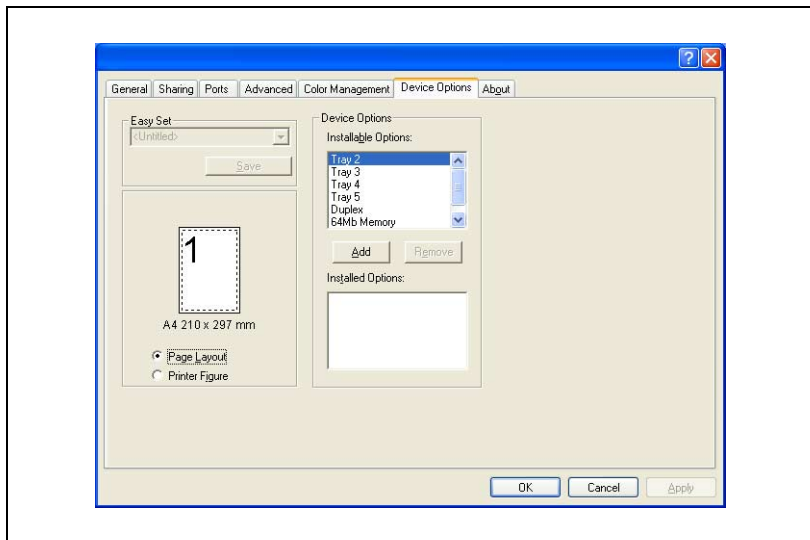 General Sharing Ports Advanced Color Management Device Options About
Easy Set
<Untitled>
Save
1
A4 210 x 297 mm
Page Layout
Printer Figure
Device Options
Installable Options:
Tray 2
Tray 3
Tray 4
Tray 5
Duplex
64Mb Memory
Add Remove
Installed Options:
OK Cancel Apply